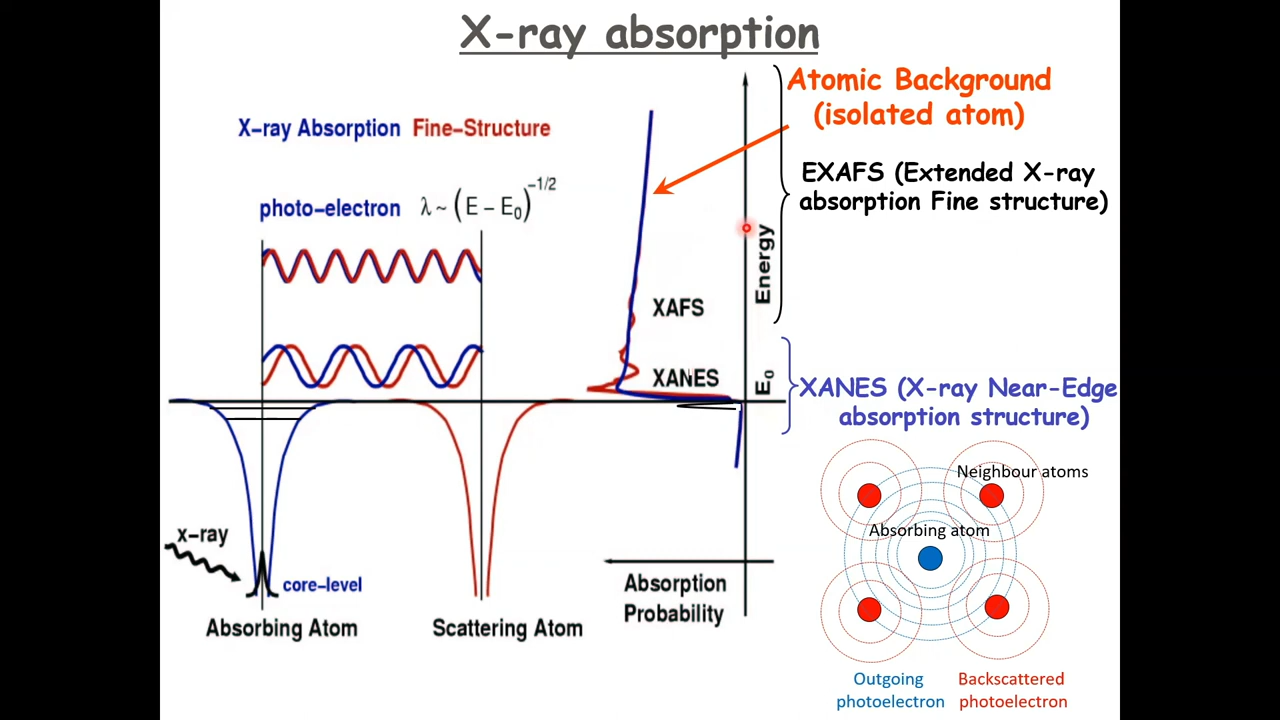 X-ray absorption
Atomic Background
(isolated atom)
X-ray Absorption Fine-Structure
EXAFS (Extended X-ray
absorption Fine structure)
photo-electron λ ~ (E - E₀)^-1/2
Energy
XAFS
XANES
E₀
XANES (X-ray Near-Edge
absorption structure)
Neighbour atoms
Absorbing atom
x-ray
core-level
Absorption
Probability
Absorbing Atom
Scattering Atom
Outgoing
photoelectron
Backscattered
photoelectron